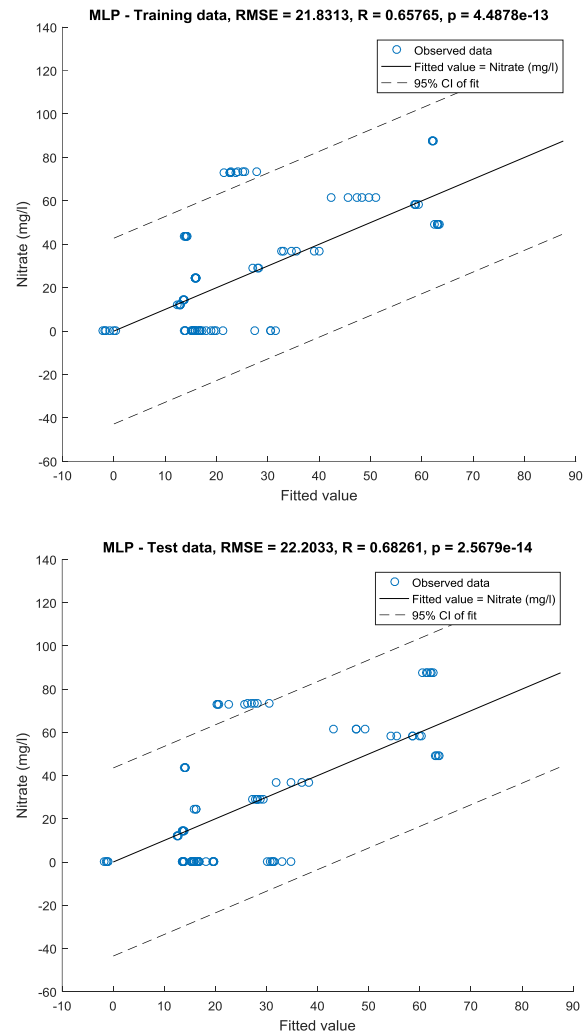 MLP - Training data, RMSE = 21.8313, R = 0.65765, p = 4.4878e-13
Observed data
Fitted value = Nitrate (mg/l)
95% CI of fit
Nitrate (mg/l)
140
120
100
80
60
40
20
0
-20
-40
-60
-10 0 10 20 30 40 50 60 70 80 90
Fitted value
MLP - Test data, RMSE = 22.2033, R = 0.68261, p = 2.5679e-14
Observed data
Fitted value = Nitrate (mg/l)
95% CI of fit
Nitrate (mg/l)
140
120
100
80
60
40
20
0
-20
-40
-60
-10 0 10 20 30 40 50 60 70 80 90
Fitted value